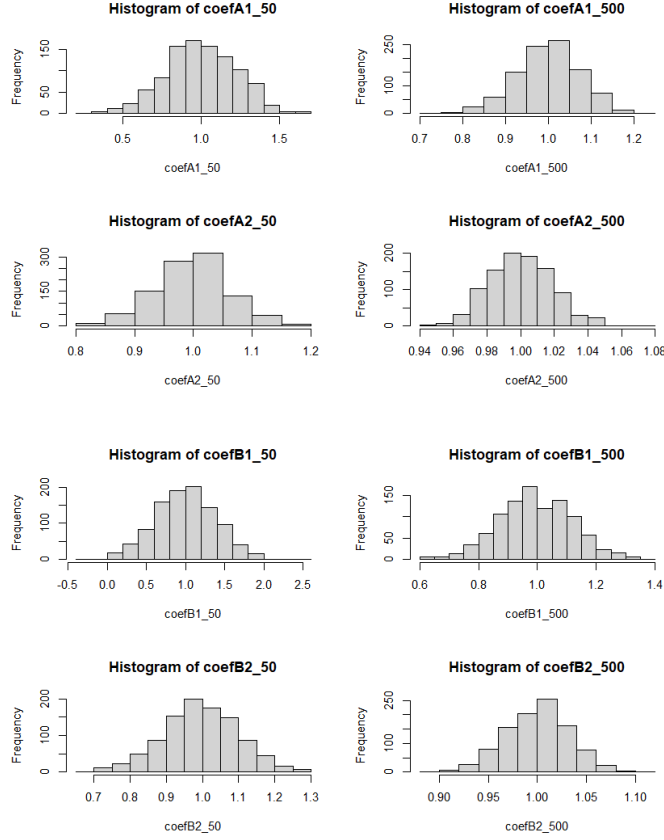 Histogram of coefA1_50
Frequency
0 50 150
0.5 1.0 1.5
coefA1_50
Histogram of coefA1_500
Frequency
0 100 250
0.7 0.8 0.9 1.0 1.1 1.2
coefA1_500
Histogram of coefA2_50
Frequency
0 150 300
0.8 0.9 1.0 1.1 1.2
coefA2_50
Histogram of coefA2_500
Frequency
0 100 200
0.94 0.96 0.98 1.00 1.02 1.04 1.06 1.08
coefA2_500
Histogram of coefB1_50
Frequency
0 100 200
-0.5 0.0 0.5 1.0 1.5 2.0 2.5
coefB1_50
Histogram of coefB1_500
Frequency
0 50 150
0.6 0.8 1.0 1.2 1.4
coefB1_500
Histogram of coefB2_50
Frequency
0 100 200
0.7 0.8 0.9 1.0 1.1 1.2 1.3
coefB2_50
Histogram of coefB2_500
Frequency
0 100 250
0.90 0.95 1.00 1.05 1.10
coefB2_500